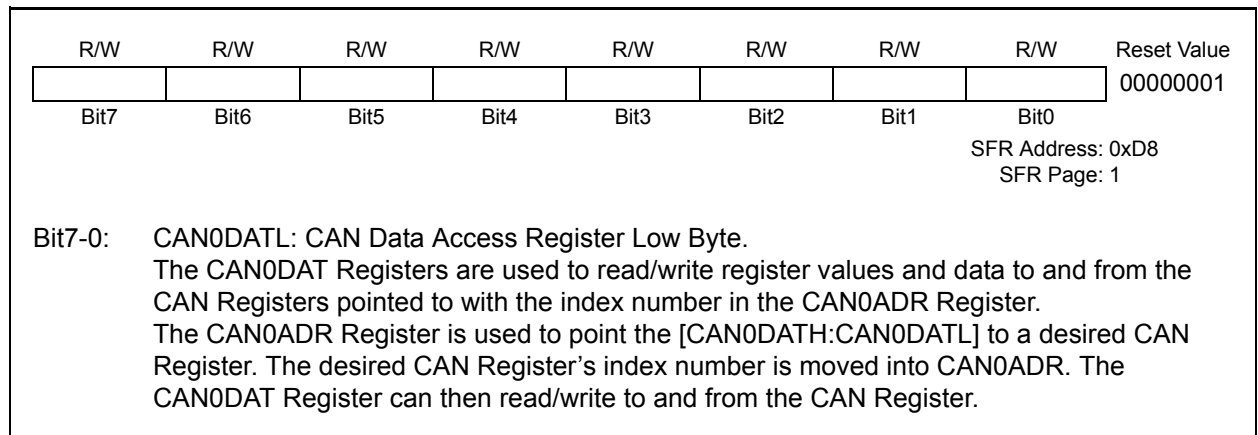 R/W R/W R/W R/W R/W R/W R/W R/W Reset Value
00000001
Bit7 Bit6 Bit5 Bit4 Bit3 Bit2 Bit1 Bit0
SFR Address: 0xD8
SFR Page: 1
Bit7-0: CAN0DATL: CAN Data Access Register Low Byte.
The CAN0DAT Registers are used to read/write register values and data to and from the
CAN Registers pointed to with the index number in the CAN0ADR Register.
The CAN0ADR Register is used to point the [CAN0DATH:CAN0DATL] to a desired CAN
Register. The desired CAN Register’s index number is moved into CAN0ADR. The
CAN0DAT Register can then read/write to and from the CAN Register.